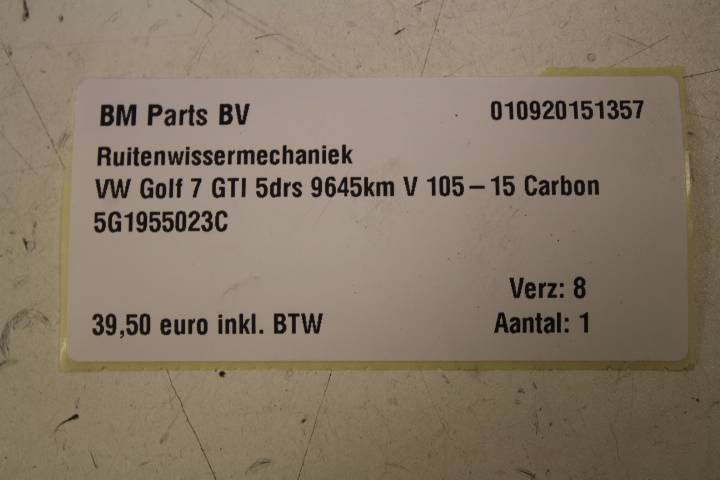 BM Parts BV 010920151357
Ruitenwissermechaniek
VW Golf 7 GTI 5drs 9645km V 105 – 15 Carbon
5G1955023C
Verz: 8
39,50 euro inkl. BTW Aantal: 1